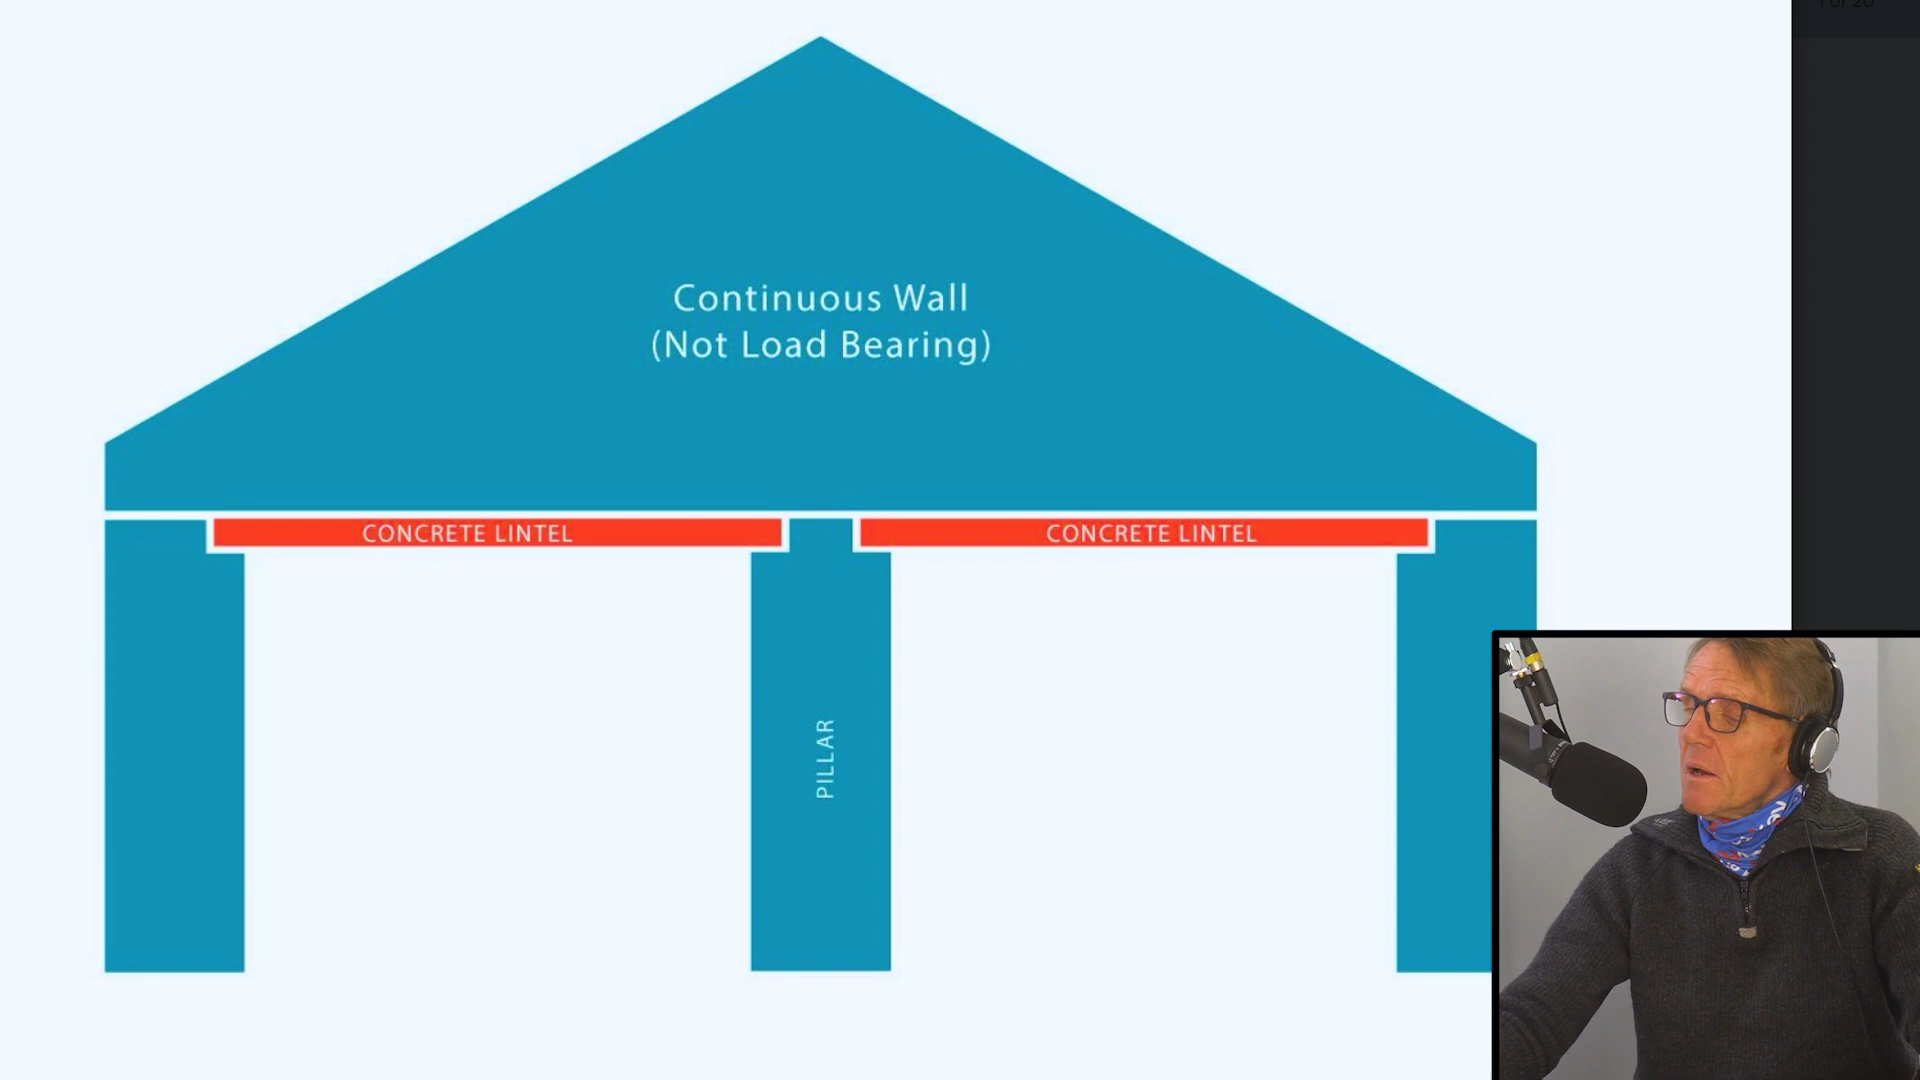 Continuous Wall
(Not Load Bearing)
CONCRETE LINTEL
CONCRETE LINTEL
PILLAR